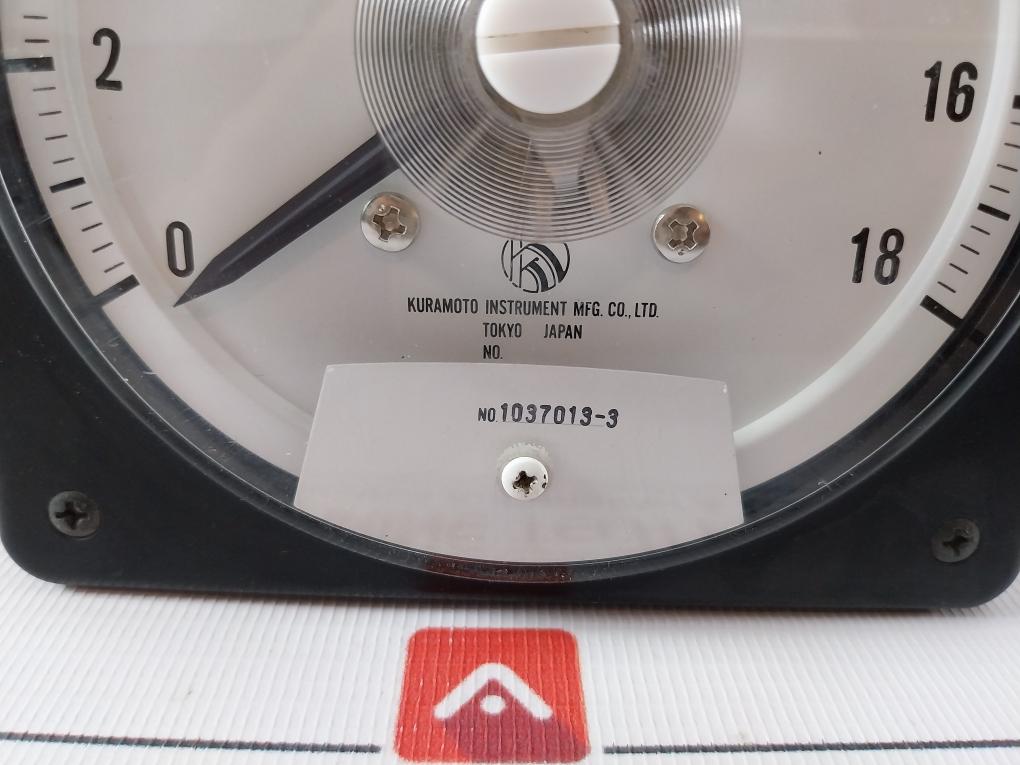 2
16
0
18
KURAMOTO INSTRUMENT MFG. CO., LTD.
TOKYO JAPAN
NO.
NO. 1037013-3